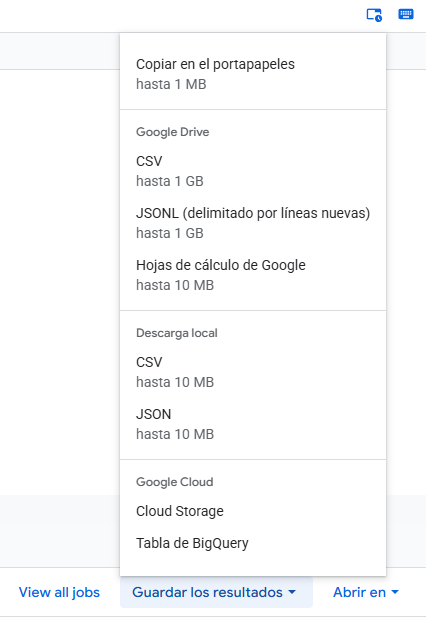 Copiar en el portapapeles
hasta 1 MB
Google Drive
CSV
hasta 1 GB
JSONL (delimitado por líneas nuevas)
hasta 1 GB
Hojas de cálculo de Google
hasta 10 MB
Descarga local
CSV
hasta 10 MB
JSON
hasta 10 MB
Google Cloud
Cloud Storage
Tabla de BigQuery
View all jobs Guardar los resultados Abrir en